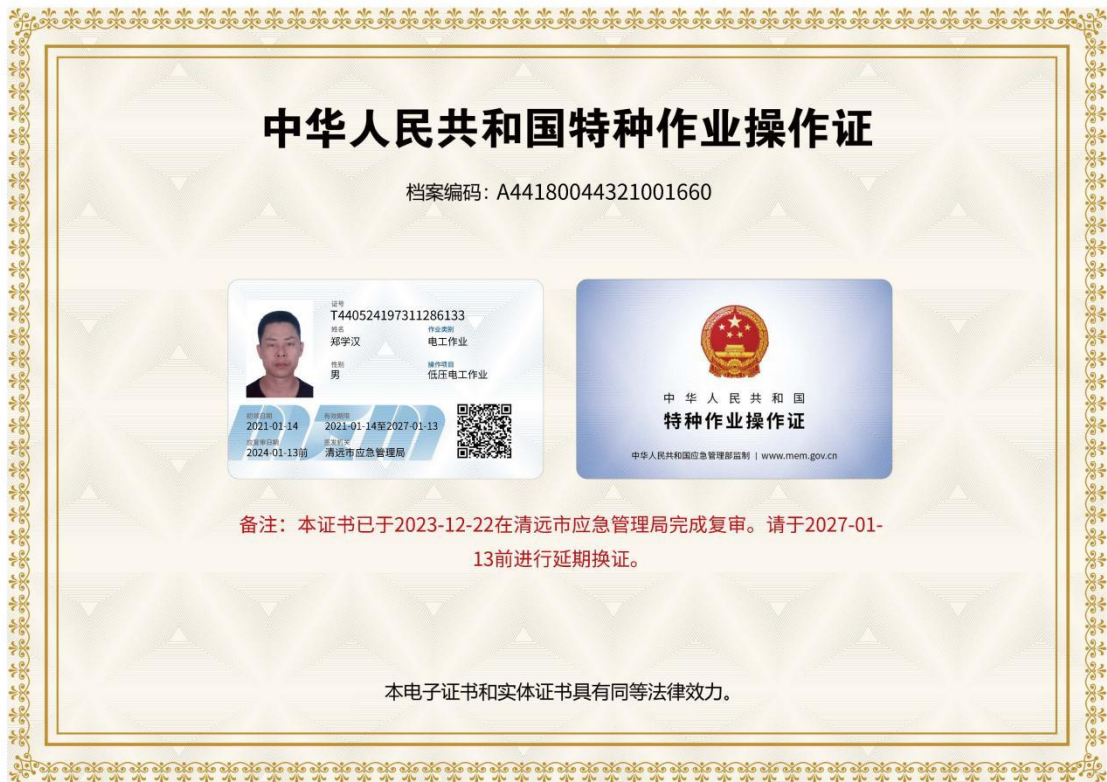 中华人民共和国特种作业操作证
档案编码：A44180044321001660
证号
T440524197311286133
姓名 作业类别
郑学汉 电工作业
性别 操作项目
男 低压电工作业
初领日期 有效期限
2021-01-14 2021-01-14至2027-01-13
应复审日期 签发机关
2024-01-13前 清远市应急管理局
中华人民共和国
特种作业操作证
中华人民共和国应急管理部监制 | www.mem.gov.cn
备注：本证书已于2023-12-22在清远市应急管理局完成复审。请于2027-01-
13前进行延期换证。
本电子证书和实体证书具有同等法律效力。